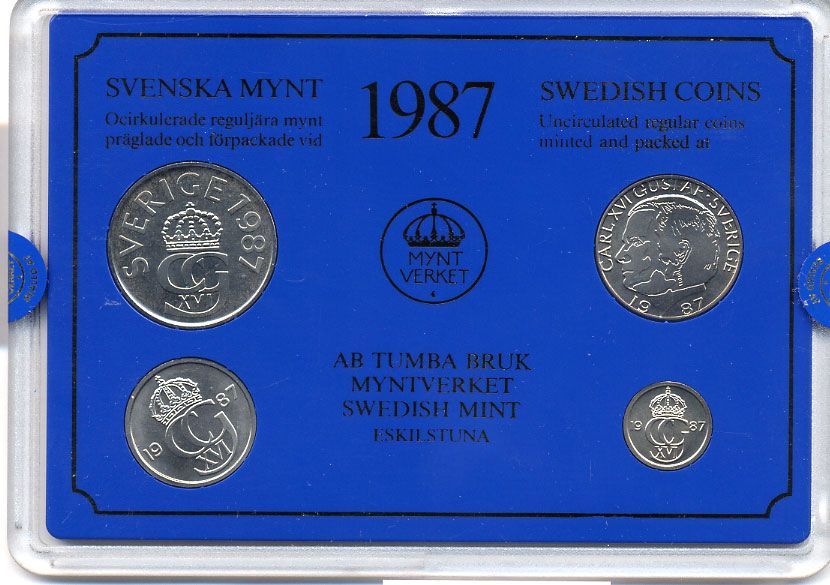 SVENSKA MYNT
Ocirkulerade reguljära mynt
präglade och förpackade vid
1987
SWEDISH COINS
Uncirculated regular coins
minted and packed at
SVERIGE 1987
CG
XVI
MYNT
VERKET
CARL XVI GUSTAF · SVERIGE
19 87
AB TUMBA BRUK
MYNTVERKET
SWEDISH MINT
ESKILSTUNA
19 87
CG
XVI
19 87
CG
XVI